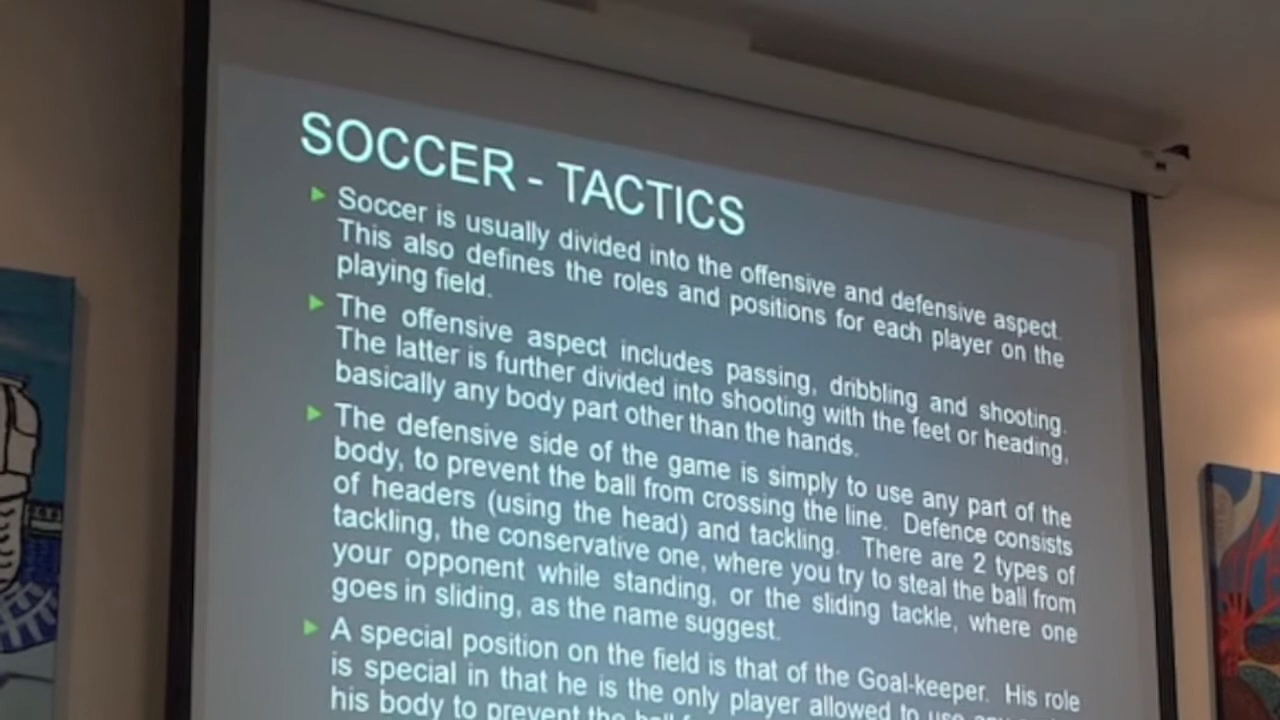 SOCCER - TACTICS
Soccer is usually divided into the offensive and defensive aspect.
This also defines the roles and positions for each player on the
playing field.
The offensive aspect includes passing, dribbling and shooting.
The latter is further divided into shooting with the feet or heading,
basically any body part other than the hands.
The defensive side of the game is simply to use any part of the
body, to prevent the ball from crossing the line. Defence consists
of headers (using the head) and tackling. There are 2 types of
tackling, the conservative one, where you try to steal the ball from
your opponent while standing, or the sliding tackle, where one
goes in sliding, as the name suggest.
A special position on the field is that of the Goal-keeper. His role
is special in that he is the only player allowed to use
his body to prevent the ball